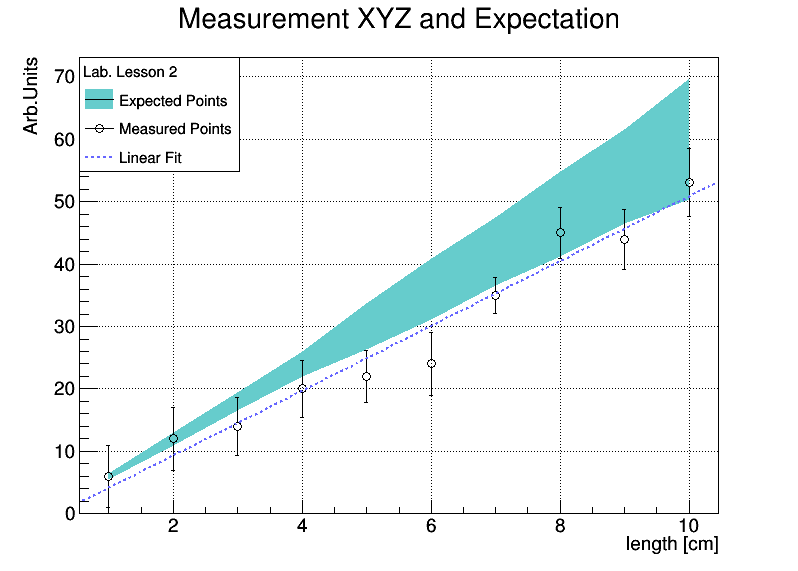 Measurement XYZ and Expectation
Arb.Units
Lab. Lesson 2
Expected Points
Measured Points
Linear Fit
70
60
50
40
30
20
10
0
2 4 6 8 10
length [cm]